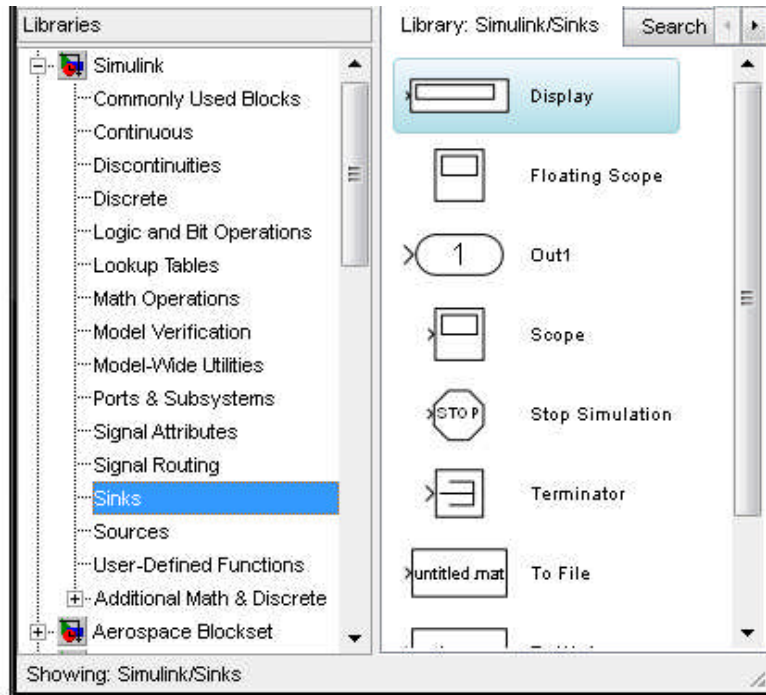 Libraries
Simulink
Commonly Used Blocks
Continuous
Discontinuities
Discrete
Logic and Bit Operations
Lookup Tables
Math Operations
Model Verification
Model-Wide Utilities
Ports & Subsystems
Signal Attributes
Signal Routing
Sinks
Sources
User-Defined Functions
Additional Math & Discrete
Aerospace Blockset
Library: Simulink/Sinks
Search
Display
Floating Scope
1
Out1
Scope
STOP
Stop Simulation
Terminator
untitled.mat
To File
Showing: Simulink/Sinks